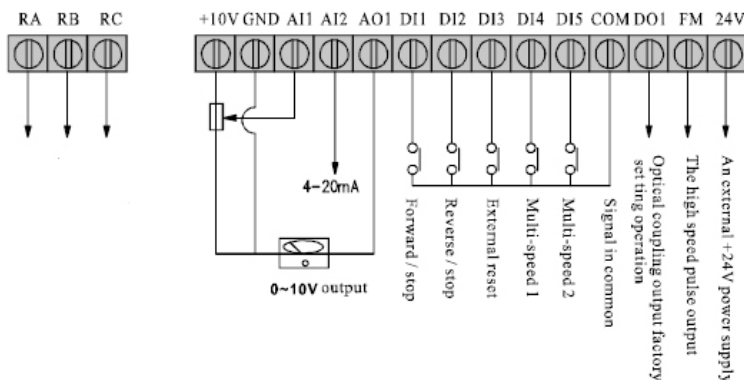 RA RB RC +10V GND AI1 AI2 AO1 DI1 DI2 DI3 DI4 DI5 COM DO1 FM 24V
4-20mA
0~10V output
Forward / stop
Reverse / stop
External reset
Multi-speed 1
Multi-speed 2
Signal in common
Optical coupling output factory
set ting operation
The high speed pulse output
An external +24V power supply